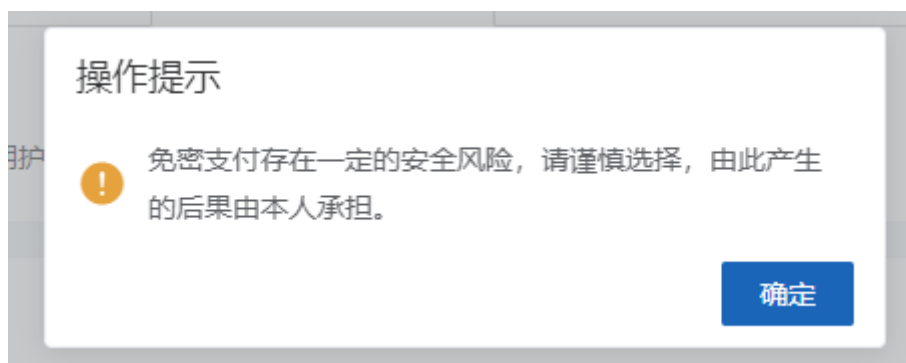 操作提示
护
免密支付存在一定的安全风险，请谨慎选择，由此产生
的后果由本人承担。
确定